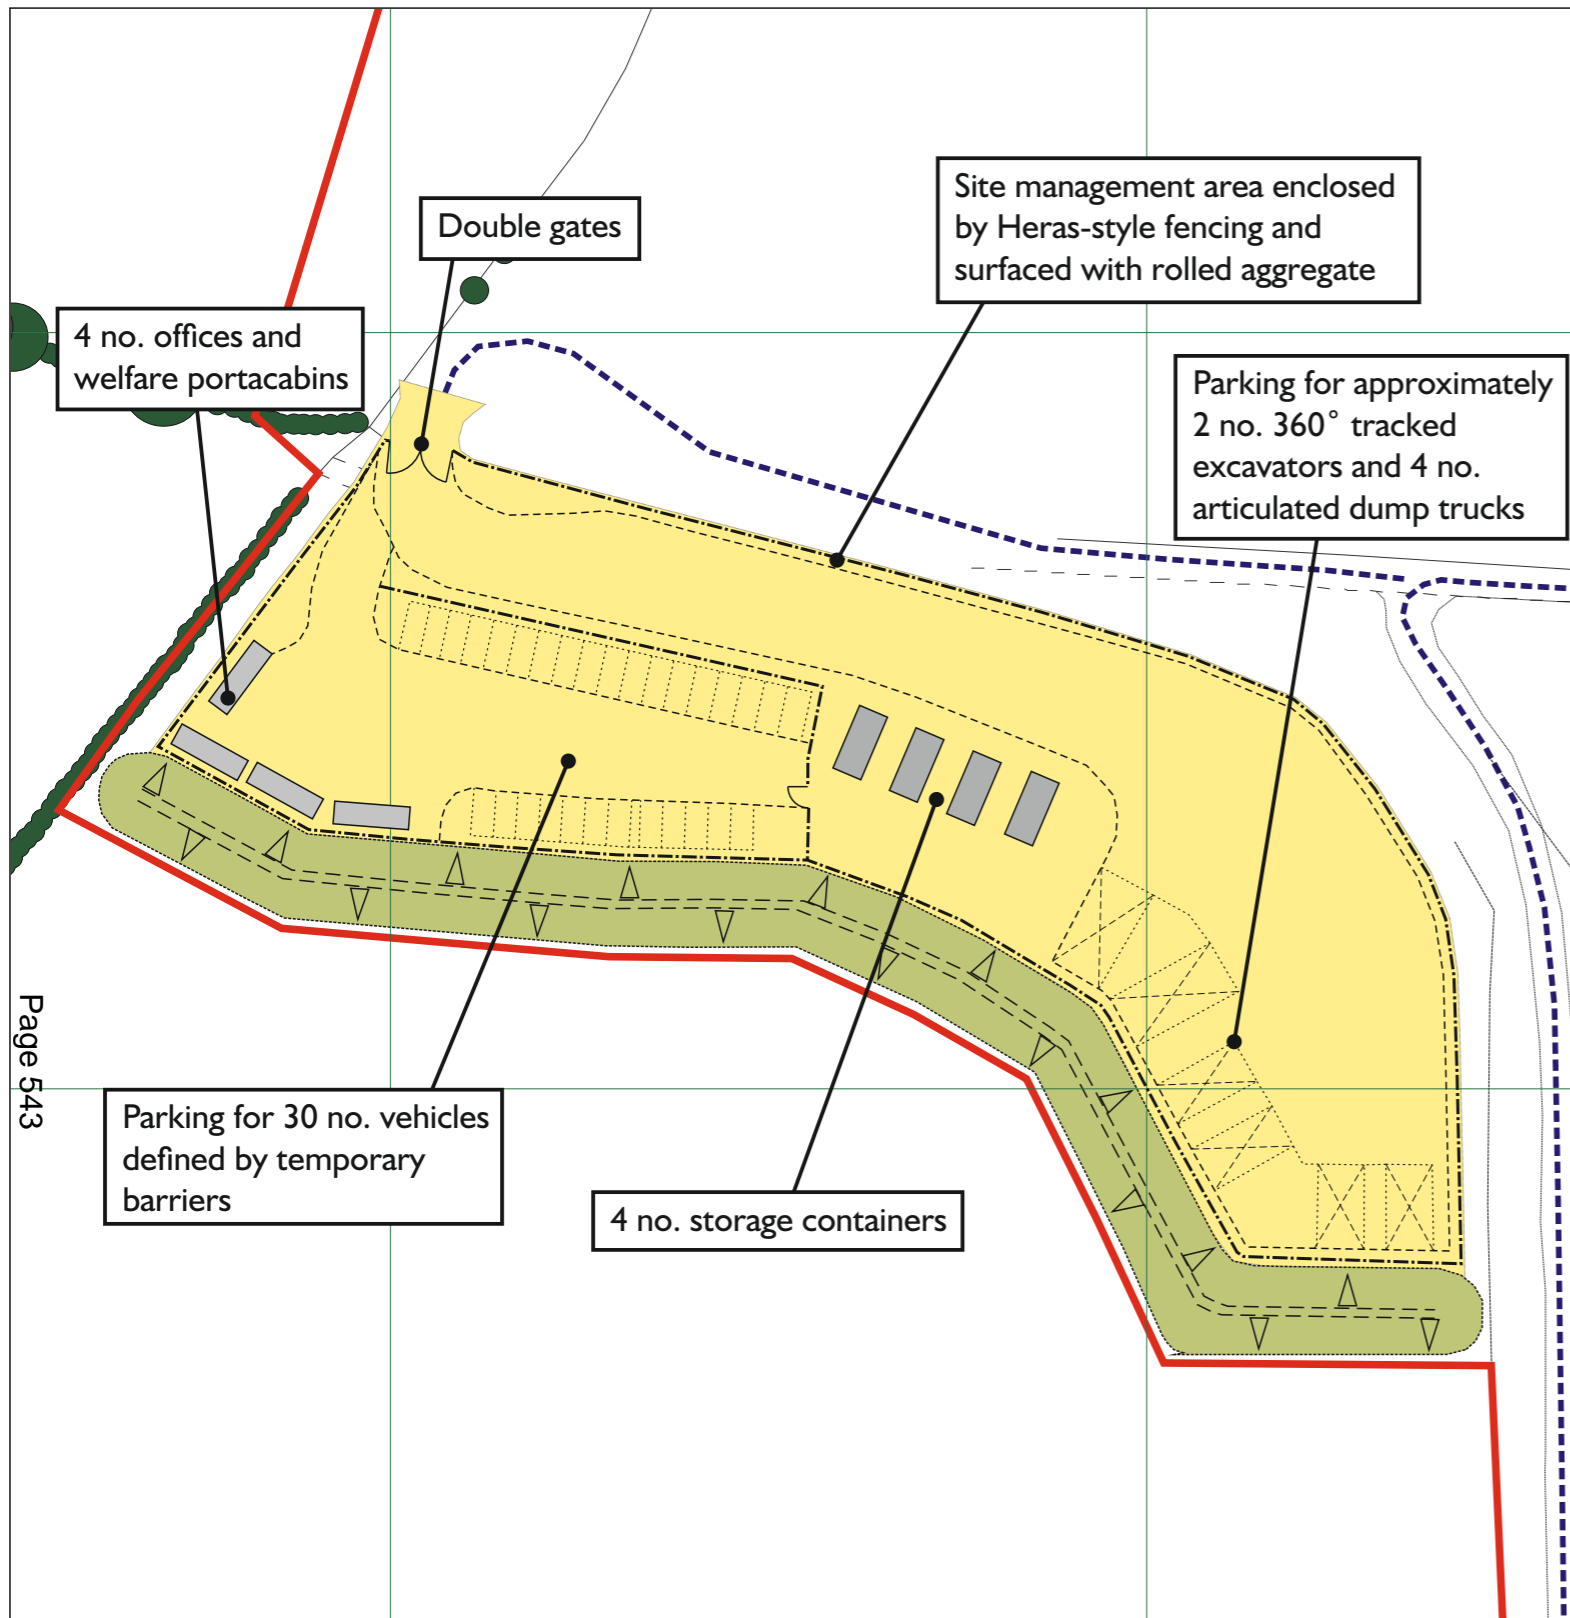 Site management area enclosed
by Heras-style fencing and
surfaced with rolled aggregate
Double gates
4 no. offices and
welfare portacabins
Parking for approximately
2 no. 360° tracked
excavators and 4 no.
articulated dump trucks
Page 543
Parking for 30 no. vehicles
defined by temporary
barriers
4 no. storage containers